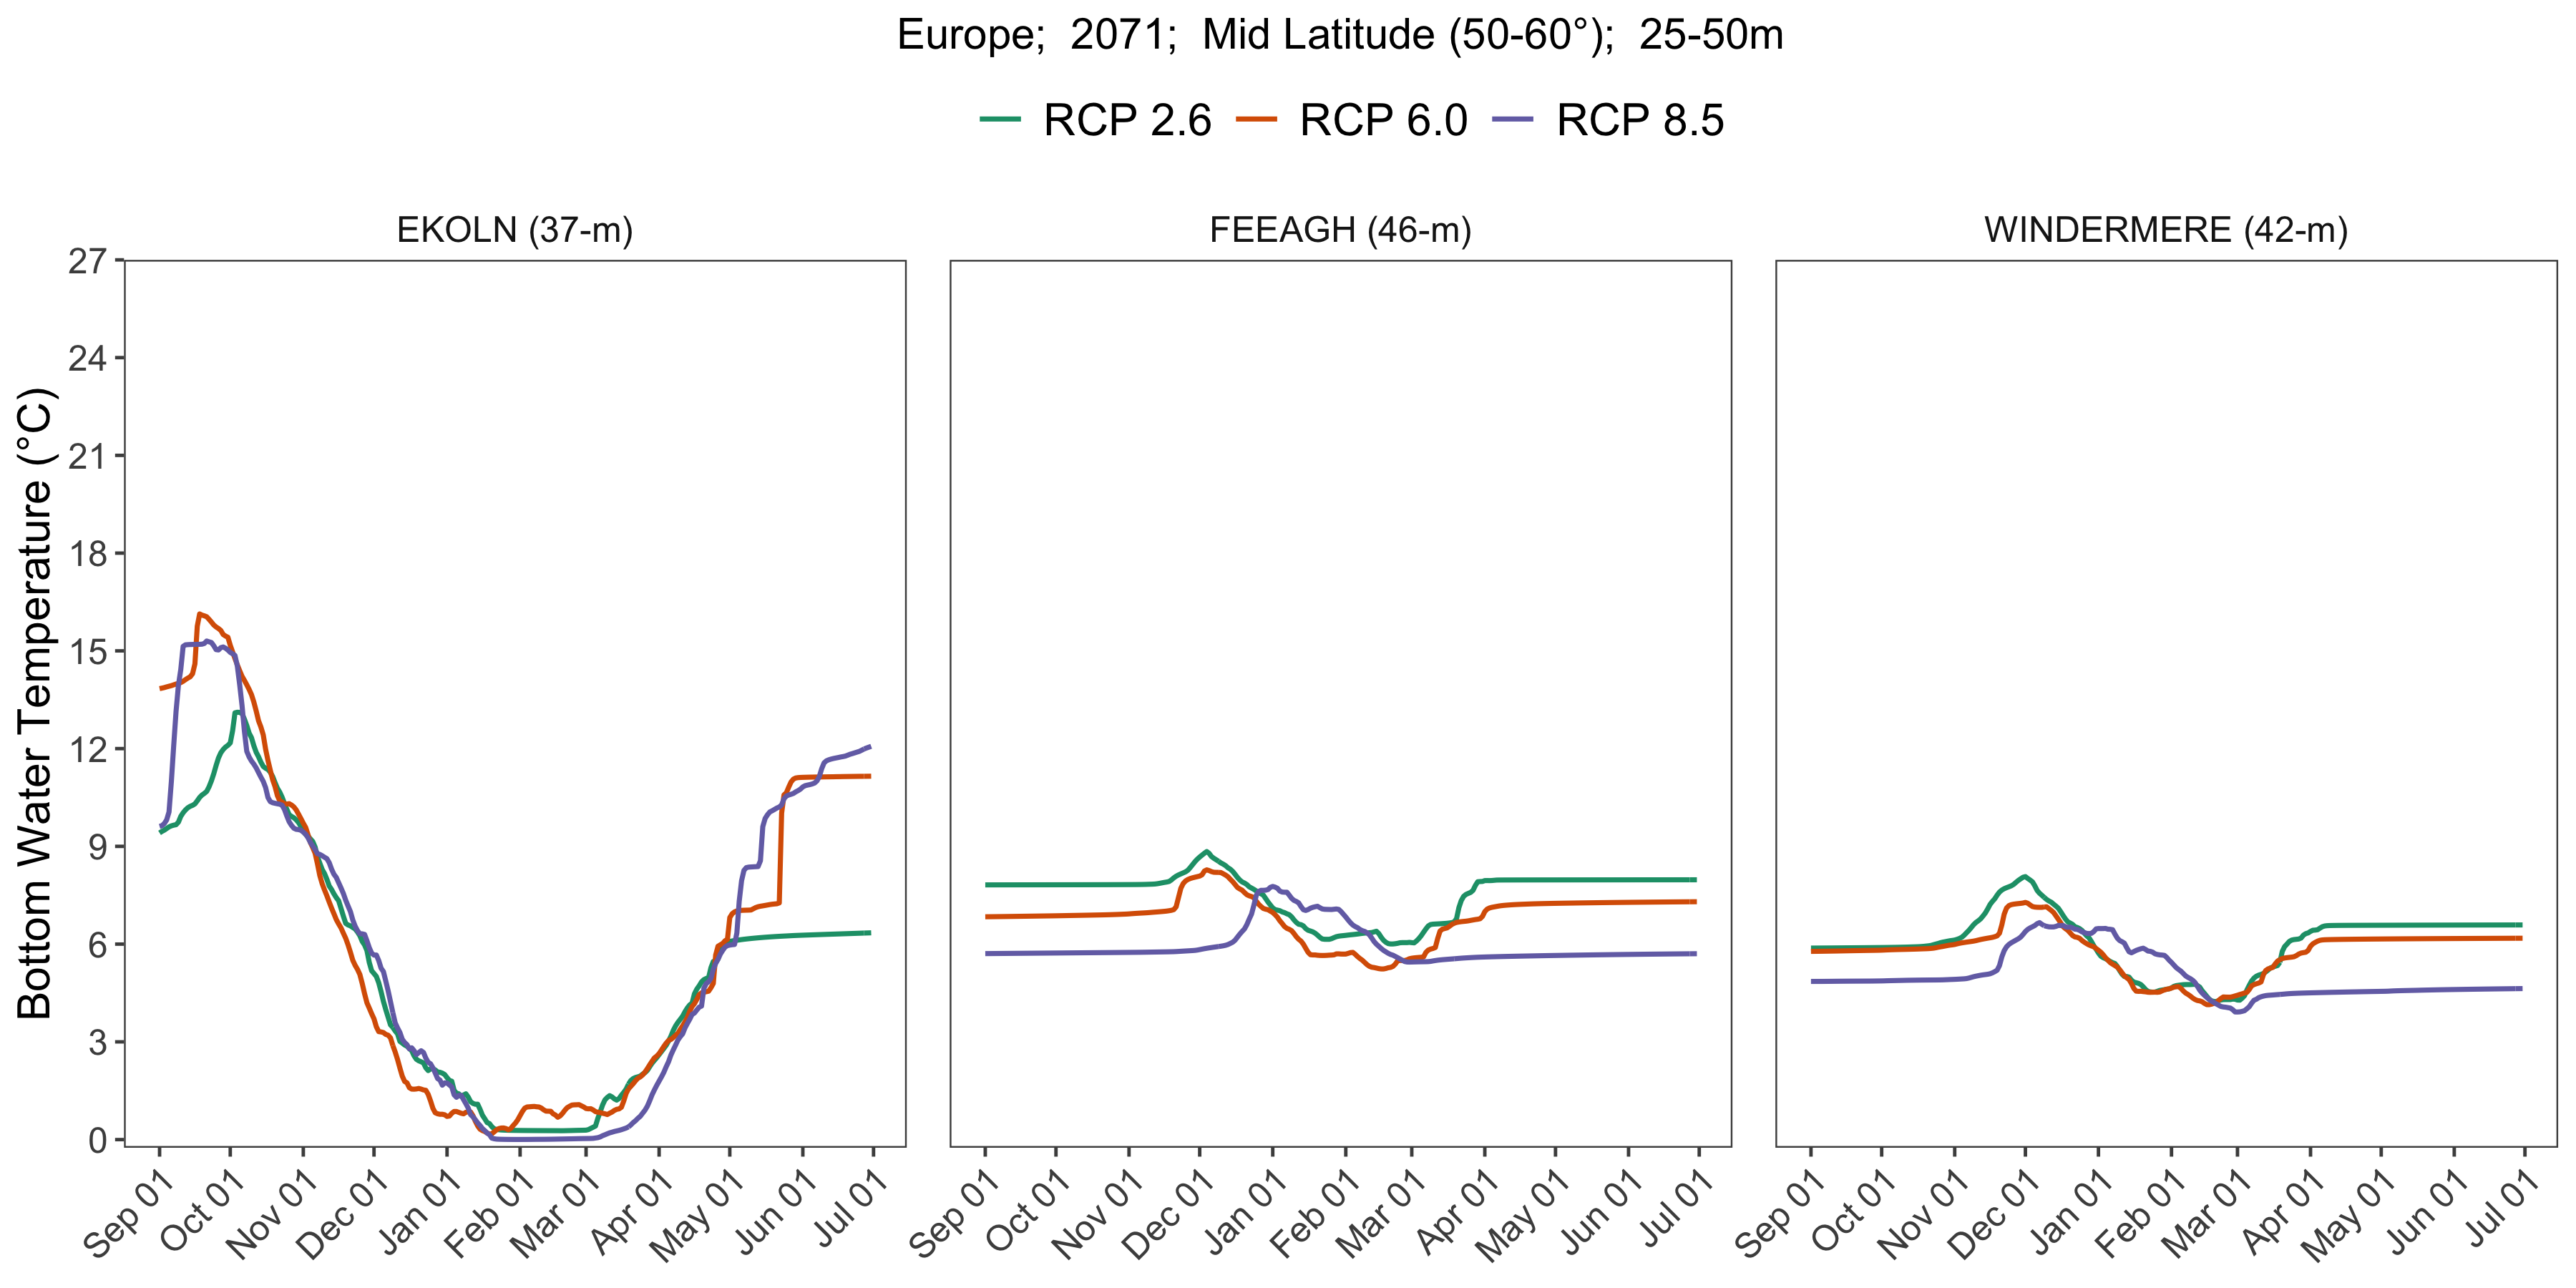 Europe;  2071;  Mid Latitude (50-60°);  25-50m
RCP 2.6 RCP 6.0 RCP 8.5
EKOLN (37-m) FEEAGH (46-m) WINDERMERE (42-m)
Bottom Water Temperature (°C)
27
24
21
18
15
12
9
6
3
0
Sep 01 Oct 01 Nov 01 Dec 01 Jan 01 Feb 01 Mar 01 Apr 01 May 01 Jun 01 Jul 01
Sep 01 Oct 01 Nov 01 Dec 01 Jan 01 Feb 01 Mar 01 Apr 01 May 01 Jun 01 Jul 01
Sep 01 Oct 01 Nov 01 Dec 01 Jan 01 Feb 01 Mar 01 Apr 01 May 01 Jun 01 Jul 01